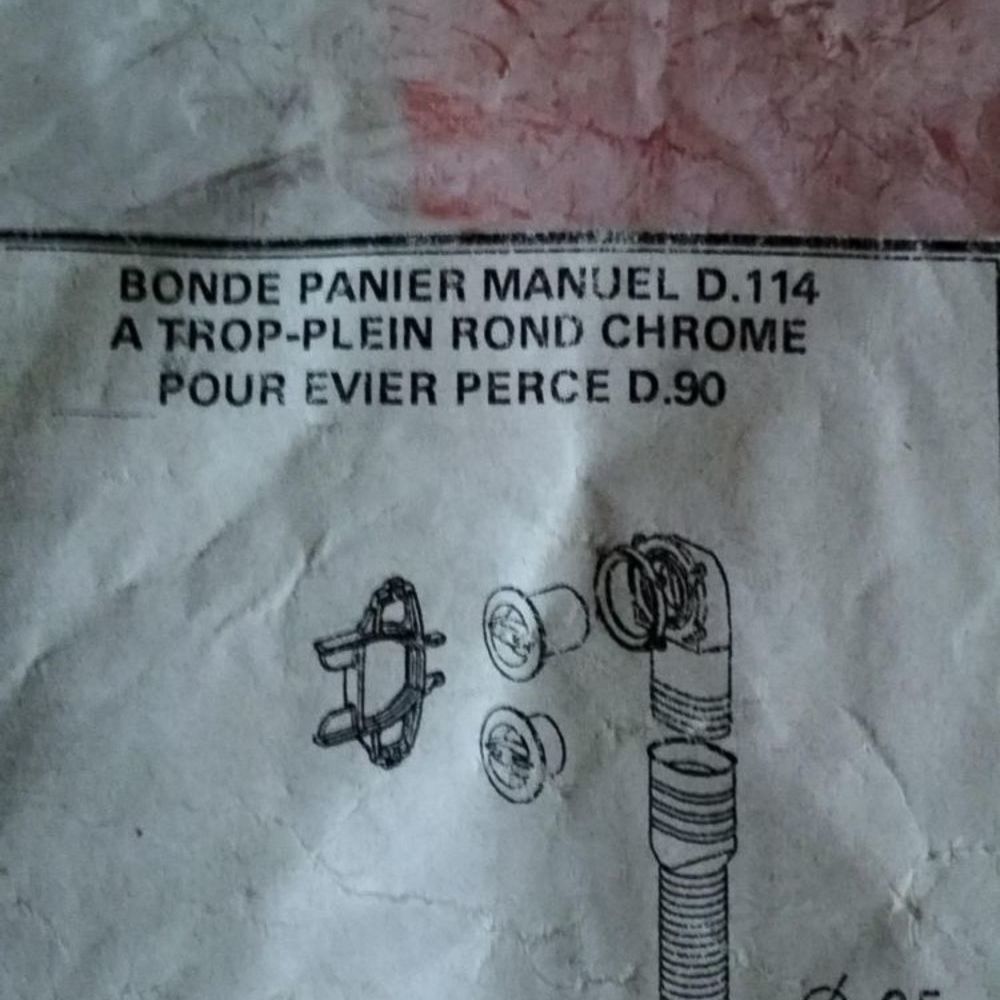 BONDE PANIER MANUEL D.114
A TROP-PLEIN ROND CHROME
POUR EVIER PERCE D.90